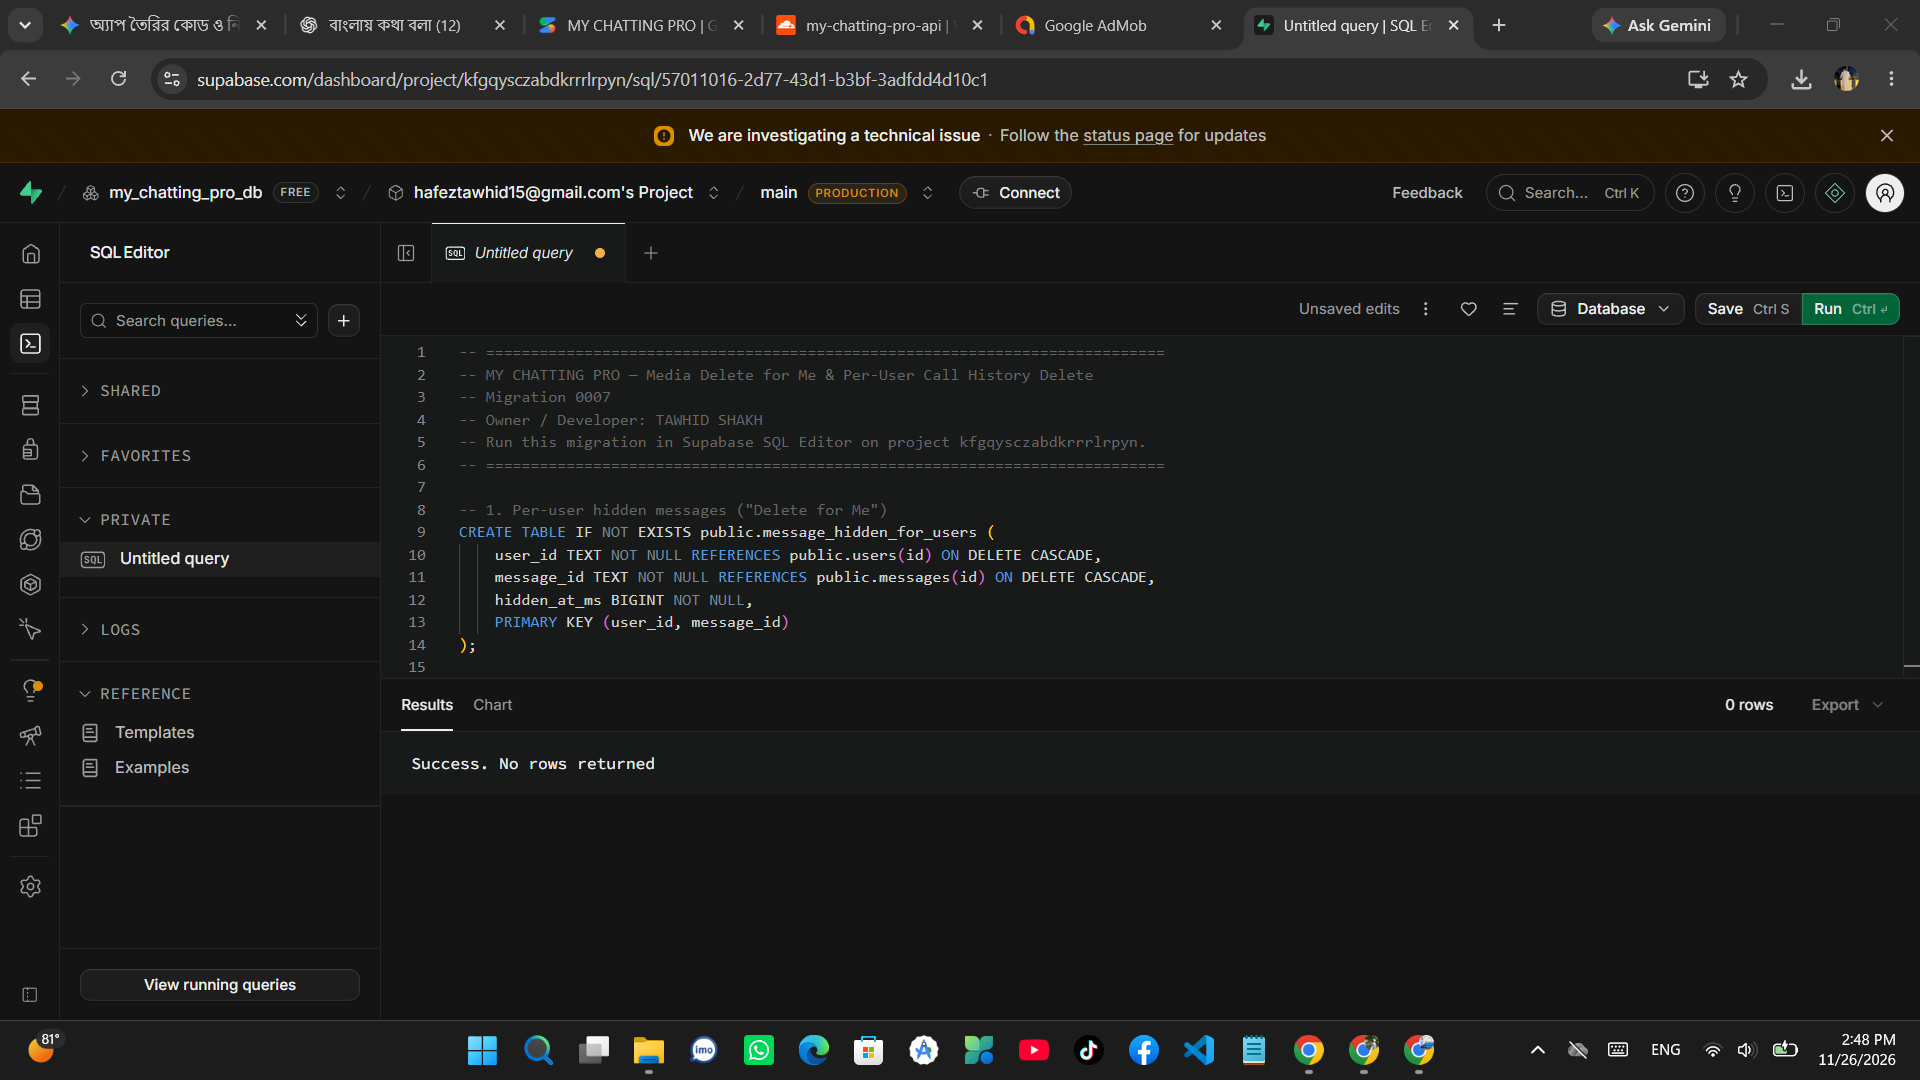 অ্যাপ তৈরির কোড ও নি
বাংলায় কথা বলা (12)
MY CHATTING PRO | G
my-chatting-pro-api |
Google AdMob
Untitled query | SQL E
Ask Gemini
supabase.com/dashboard/project/kfgqysczabdkrrrlrpyn/sql/57011016-2d77-43d1-b3bf-3adfdd4d10c1
We are investigating a technical issue · Follow the status page for updates
my_chatting_pro_db FREE
hafeztawhid15@gmail.com's Project
main PRODUCTION
Connect
Feedback
Search... Ctrl K
SQL Editor
SQL Untitled query
Unsaved edits
Database
Save Ctrl S
Run Ctrl ↵
Search queries...
SHARED
FAVORITES
PRIVATE
SQL Untitled query
LOGS
REFERENCE
Templates
Examples
View running queries
1 -- ============================================================================
2 -- MY CHATTING PRO — Media Delete for Me & Per-User Call History Delete
3 -- Migration 0007
4 -- Owner / Developer: TAWHID SHAKH
5 -- Run this migration in Supabase SQL Editor on project kfgqysczabdkrrrlrpyn.
6 -- ============================================================================
7
8 -- 1. Per-user hidden messages ("Delete for Me")
9 CREATE TABLE IF NOT EXISTS public.message_hidden_for_users (
10 user_id TEXT NOT NULL REFERENCES public.users(id) ON DELETE CASCADE,
11 message_id TEXT NOT NULL REFERENCES public.messages(id) ON DELETE CASCADE,
12 hidden_at_ms BIGINT NOT NULL,
13 PRIMARY KEY (user_id, message_id)
14 );
15
Results
Chart
0 rows
Export
Success. No rows returned
81°
imo
ENG
2:48 PM
11/26/2026